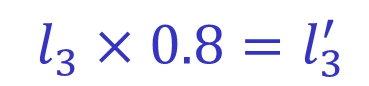 l₃ × 0.8 = l′₃